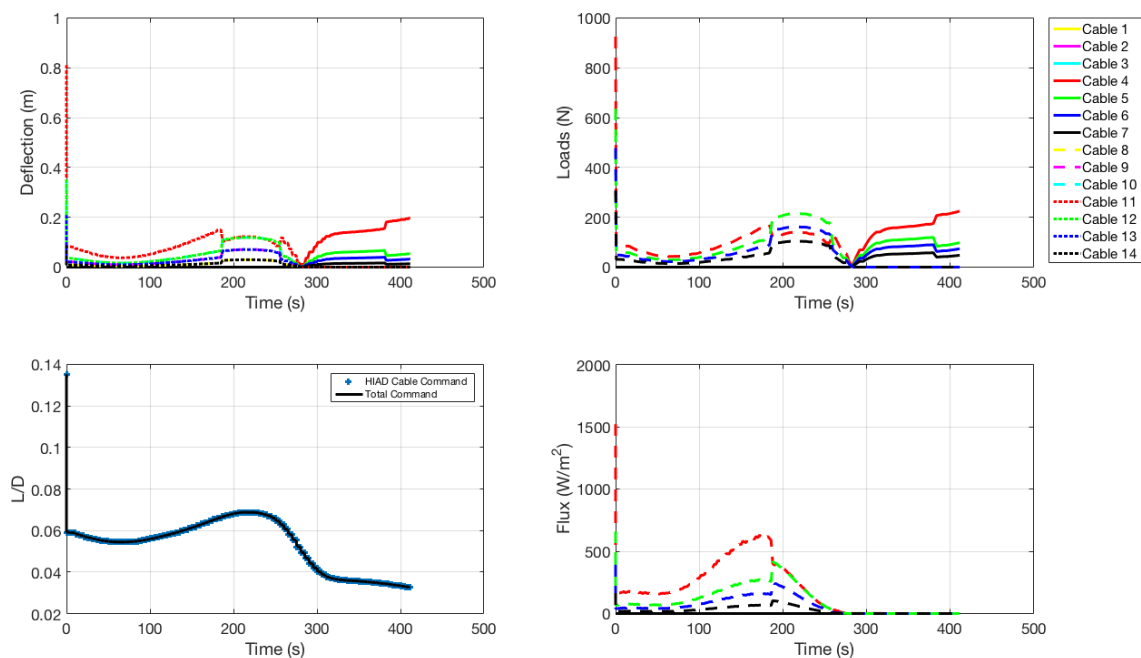 1
0.8
0.6
0.4
0.2
0
Deflection (m)
0 100 200 300 400 500
Time (s)
1000
800
600
400
200
0
Loads (N)
0 100 200 300 400 500
Time (s)
Cable 1
Cable 2
Cable 3
Cable 4
Cable 5
Cable 6
Cable 7
Cable 8
Cable 9
Cable 10
Cable 11
Cable 12
Cable 13
Cable 14
0.14
0.12
0.1
0.08
0.06
0.04
0.02
L/D
HIAD Cable Command
Total Command
0 100 200 300 400 500
Time (s)
2000
1500
1000
500
0
Flux (W/m²)
0 100 200 300 400 500
Time (s)